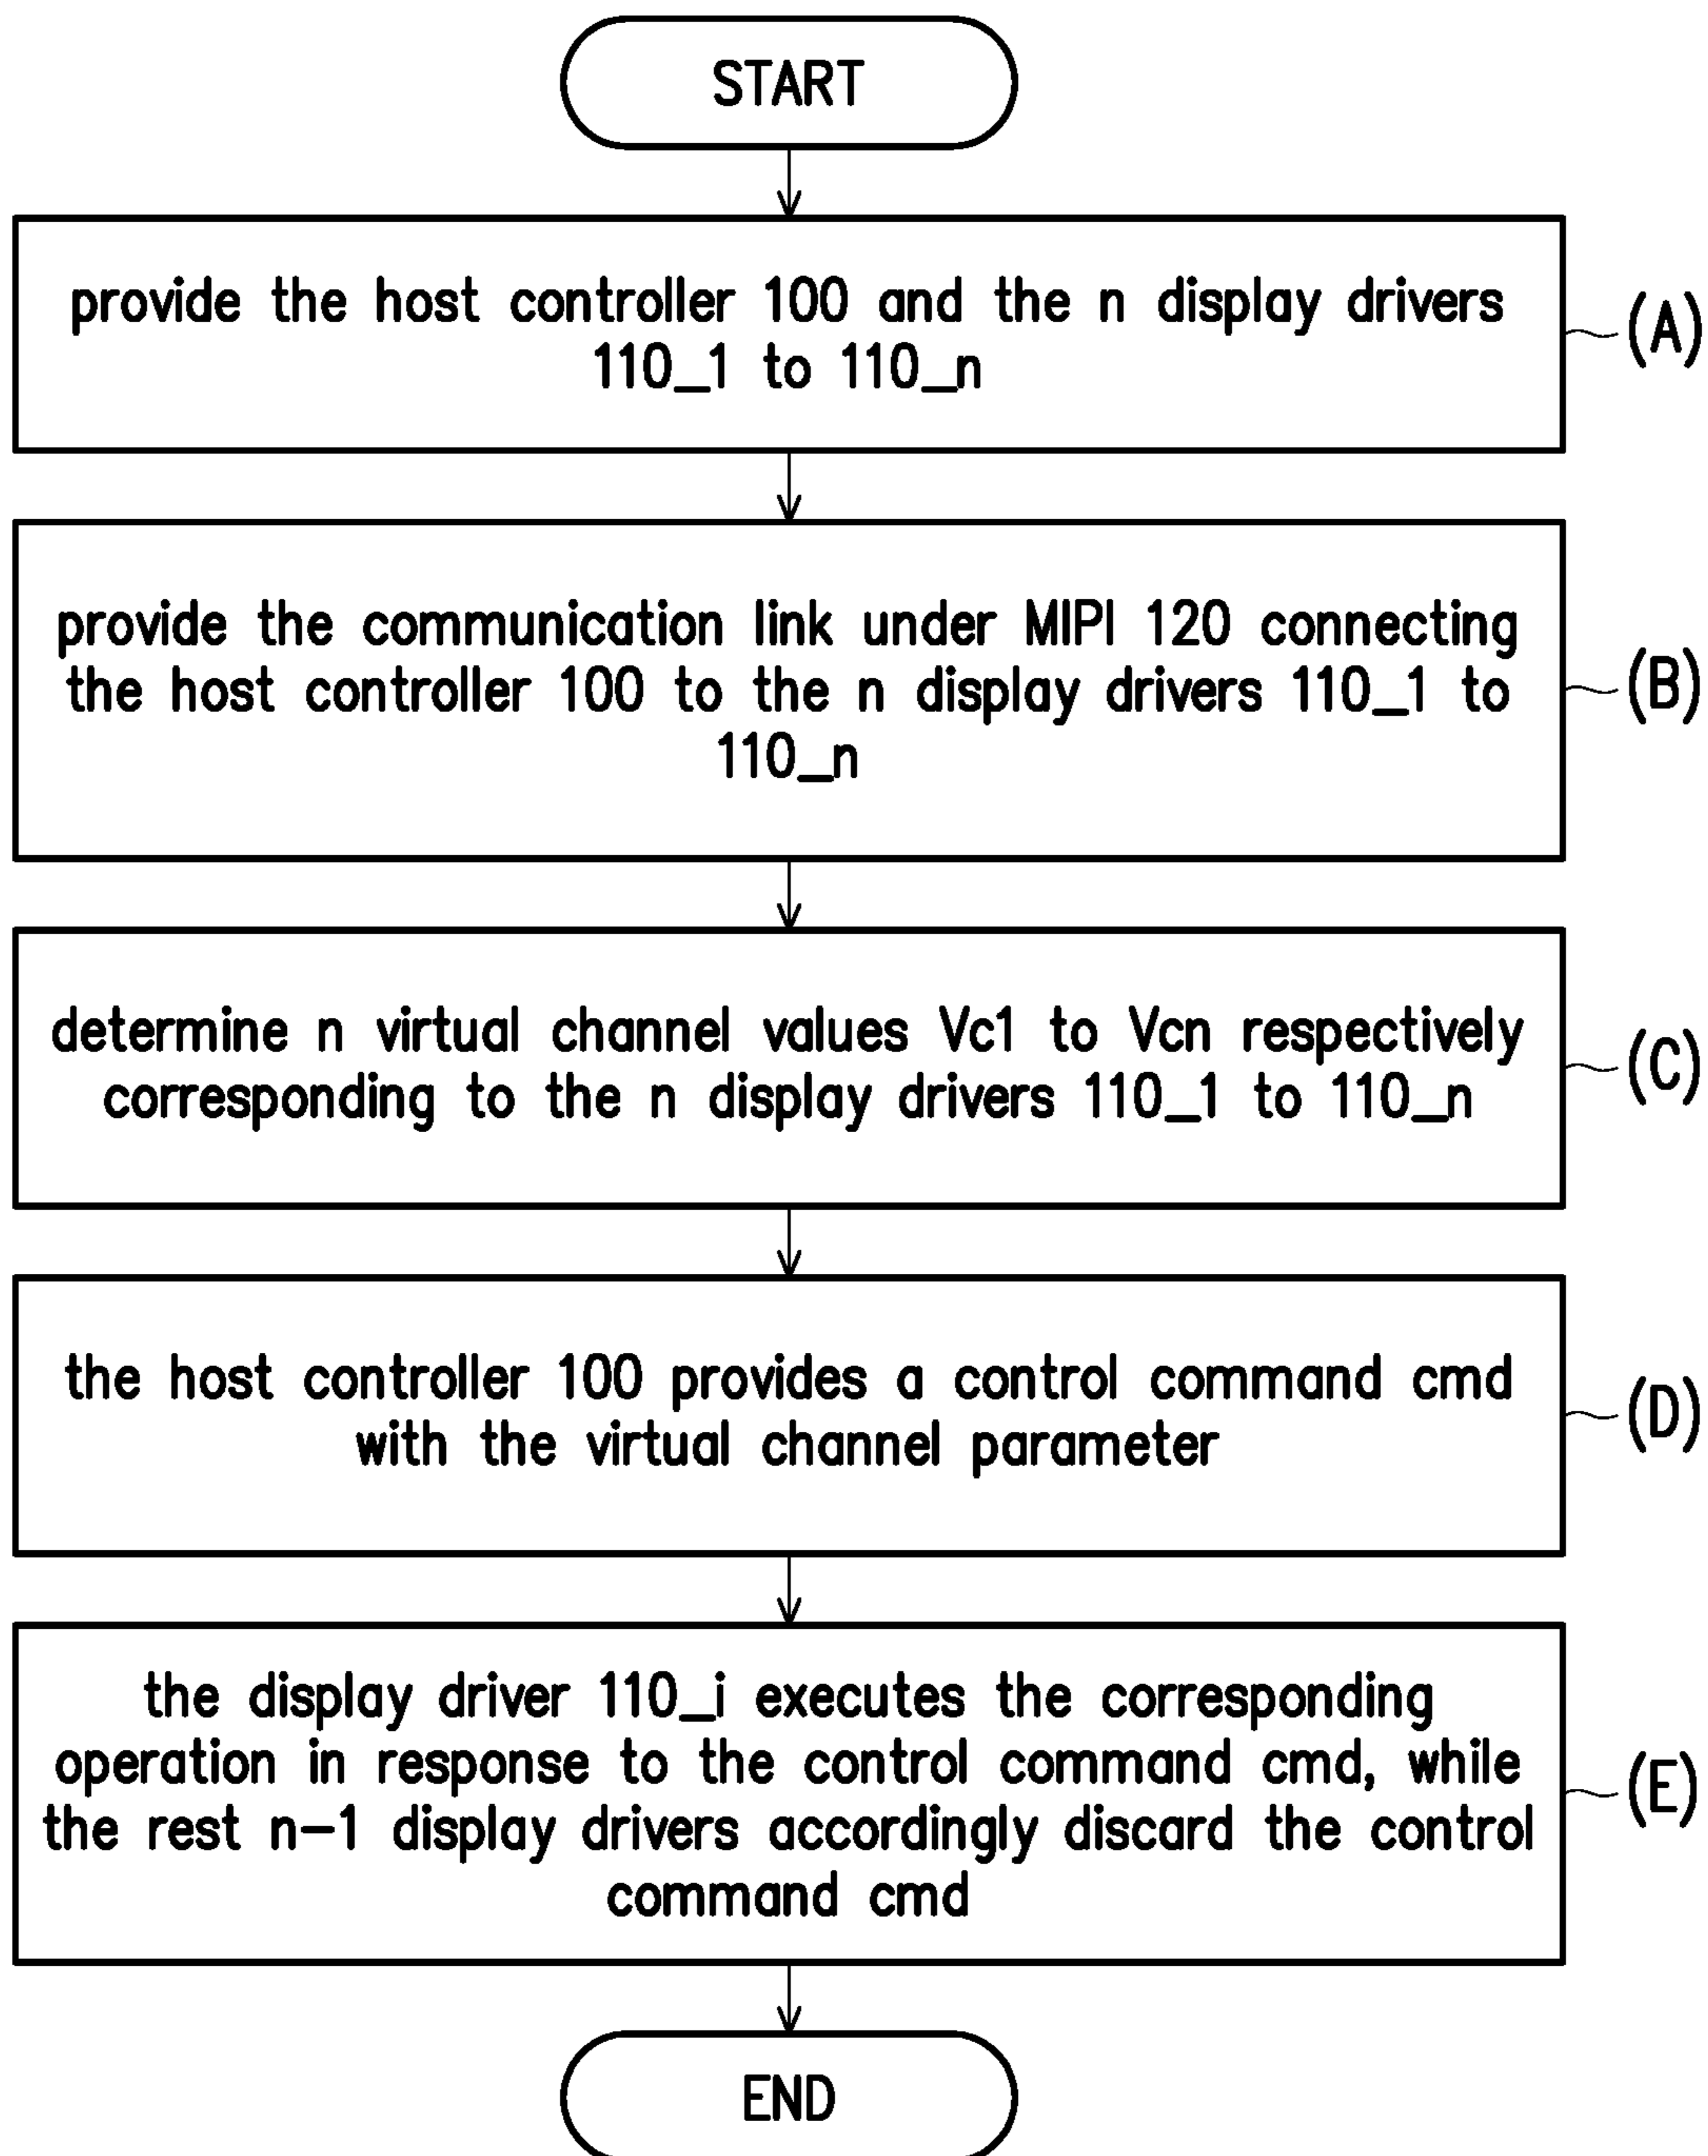 START
provide the host controller 100 and the n display drivers
110_1 to 110_n
(A)
provide the communication link under MIPI 120 connecting
the host controller 100 to the n display drivers 110_1 to
110_n
(B)
determine n virtual channel values Vc1 to Vcn respectively
corresponding to the n display drivers 110_1 to 110_n
(C)
the host controller 100 provides a control command cmd
with the virtual channel parameter
(D)
the display driver 110_i executes the corresponding
operation in response to the control command cmd, while
the rest n-1 display drivers accordingly discard the control
command cmd
(E)
END